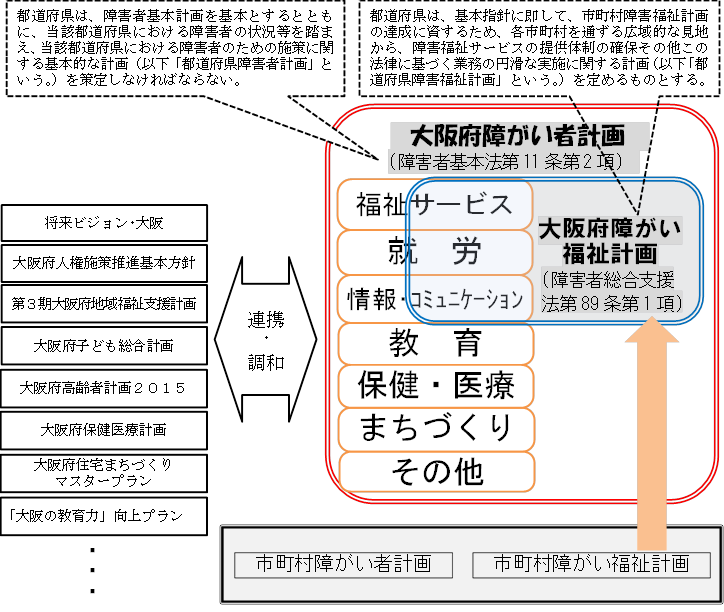 都道府県は、障害者基本計画を基本とするととも
に、当該都道府県における障害者の状況等を踏ま
え、当該都道府県における障害者のための施策に関
する基本的な計画（以下「都道府県障害者計画」と
いう。）を策定しなければならない。
都道府県は、基本指針に即して、市町村障害福祉計画
の達成に資するため、各市町村を通ずる広域的な見地
から、障害福祉サービスの提供体制の確保その他この
法律に基づく業務の円滑な実施に関する計画（以下「都
道府県障害福祉計画」という。）を定めるものとする。
大阪府障がい者計画
（障害者基本法第11条第2項）
福祉サービス
就　労
情報・コミュニケーション
教　育
保健・医療
まちづくり
その他
大阪府障がい
福祉計画
（障害者総合支援
法第89条第1項）
将来ビジョン・大阪
大阪府人権施策推進基本方針
第３期大阪府地域福祉支援計画
大阪府子ども総合計画
大阪府高齢者計画２０１５
大阪府保健医療計画
大阪府住宅まちづくり
マスタープラン
「大阪の教育力」向上プラン
・
・
・
連携
・
調和
市町村障がい者計画
市町村障がい福祉計画